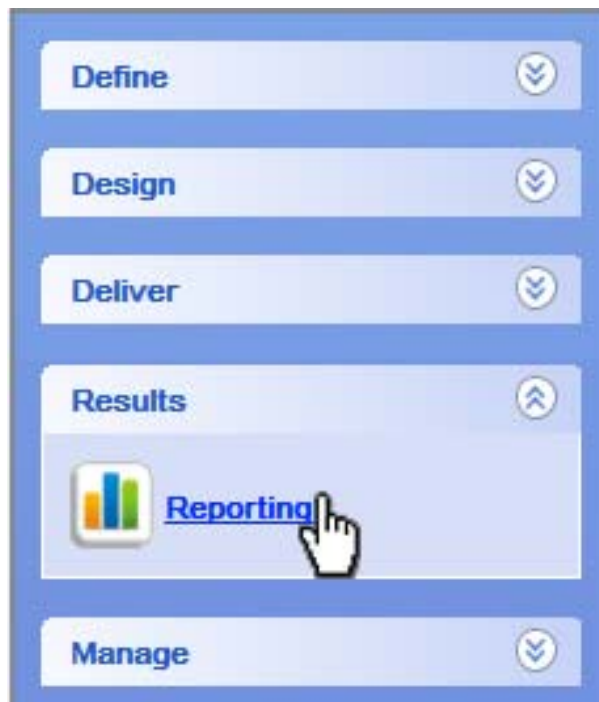 Define
Design
Deliver
Results
Reporting
Manage